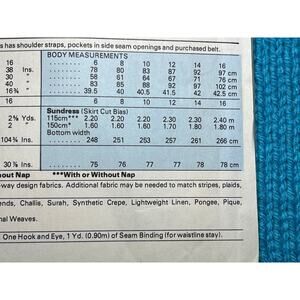 s has shoulder straps, pockets in side seam openings and purchased belt.
BODY MEASUREMENTS
16 6 8 10 12 14 16
38 Ins. 78 80 83 87 92 97 cm
30 " 58 61 64 67 71 76 "
40 " 83 85 88 92 97 102 cm
16¾ " 39.5 40 40.5 41.5 42 42.5 cm
16 6 8 10 12 14 16
Sundress (Skirt Cut Bias)
2⅝ Yds. 115cm*** 2.20 2.20 2.20 2.30 2.30 2.40 m
2 " 150cm* 1.60 1.60 1.60 1.70 1.80 1.80 "
Bottom width
104¾ Ins. 248 251 253 257 261 266 cm
30⅞ Ins. 75 76 77 77 78 78 cm
out Nap ***With or Without Nap
-way design fabrics. Additional fabric may be needed to match stripes, plaids,
ends, Challis, Surah, Synthetic Crepe, Lightweight Linen, Pongee, Pique,
nal Weaves.
One Hook and Eye, 1 Yd. (0.90m) of Seam Binding (for waistline stay).